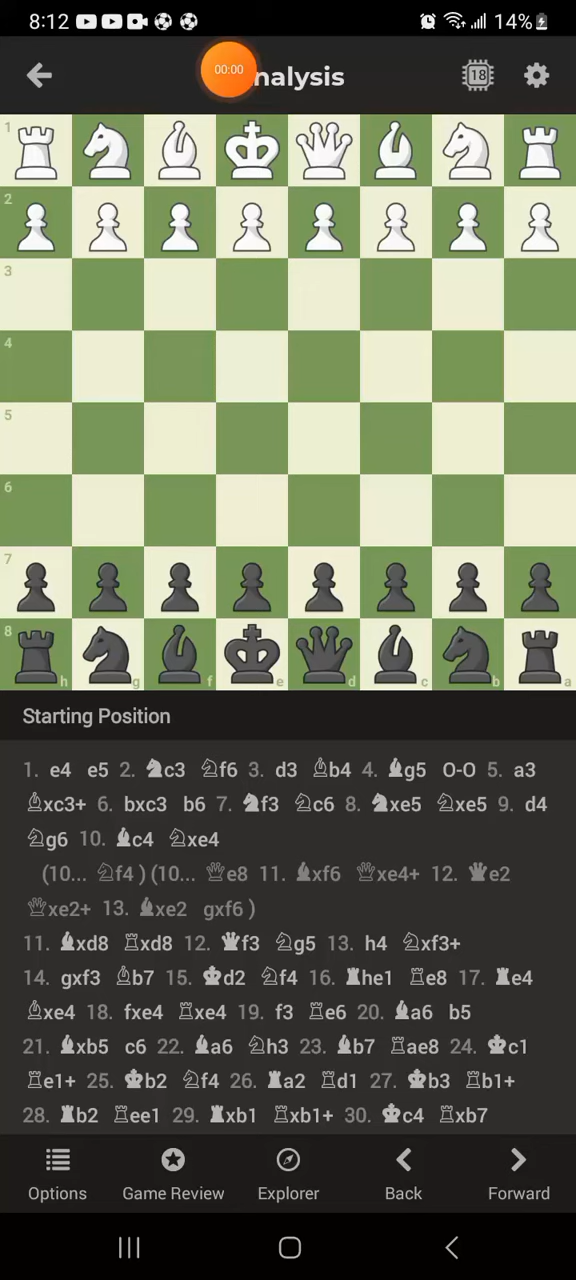 8:12 14%
00:00 nalysis 18
1
2
3
4
5
6
7
8 h g f e d c b a
Starting Position
1. e4 e5 2. ♞c3 ♘f6 3. d3 ♗b4 4. ♝g5 O-O 5. a3
♗xc3+ 6. bxc3 b6 7. ♞f3 ♘c6 8. ♞xe5 ♘xe5 9. d4
♘g6 10. ♝c4 ♘xe4
(10... ♘f4 ) (10... ♕e8 11. ♝xf6 ♕xe4+ 12. ♛e2
♕xe2+ 13. ♝xe2 gxf6 )
11. ♝xd8 ♖xd8 12. ♛f3 ♘g5 13. h4 ♘xf3+
14. gxf3 ♗b7 15. ♚d2 ♘f4 16. ♜he1 ♖e8 17. ♜e4
♗xe4 18. fxe4 ♖xe4 19. f3 ♖e6 20. ♝a6 b5
21. ♝xb5 c6 22. ♝a6 ♘h3 23. ♝b7 ♖ae8 24. ♚c1
♖e1+ 25. ♚b2 ♘f4 26. ♜a2 ♖d1 27. ♚b3 ♖b1+
28. ♜b2 ♖ee1 29. ♜xb1 ♖xb1+ 30. ♚c4 ♖xb7
Options Game Review Explorer Back Forward